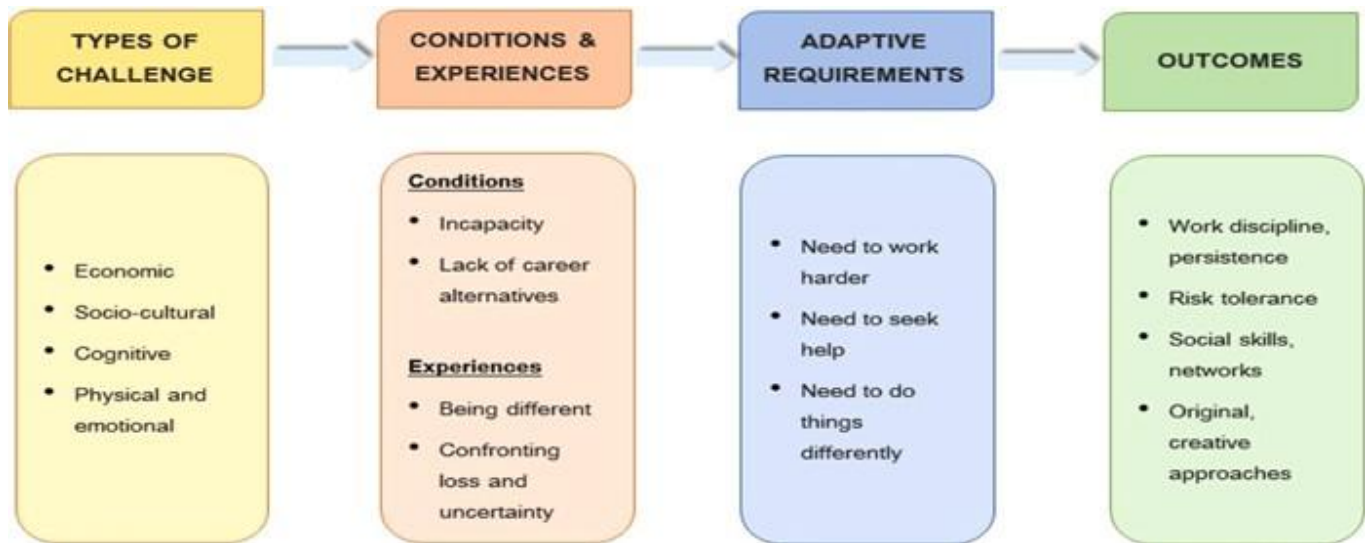 TYPES OF
CHALLENGE
CONDITIONS &
EXPERIENCES
ADAPTIVE
REQUIREMENTS
OUTCOMES
• Economic
• Socio-cultural
• Cognitive
• Physical and
emotional
Conditions
• Incapacity
• Lack of career
alternatives
Experiences
• Being different
• Confronting
loss and
uncertainty
• Need to work
harder
• Need to seek
help
• Need to do
things
differently
• Work discipline,
persistence
• Risk tolerance
• Social skills,
networks
• Original,
creative
approaches